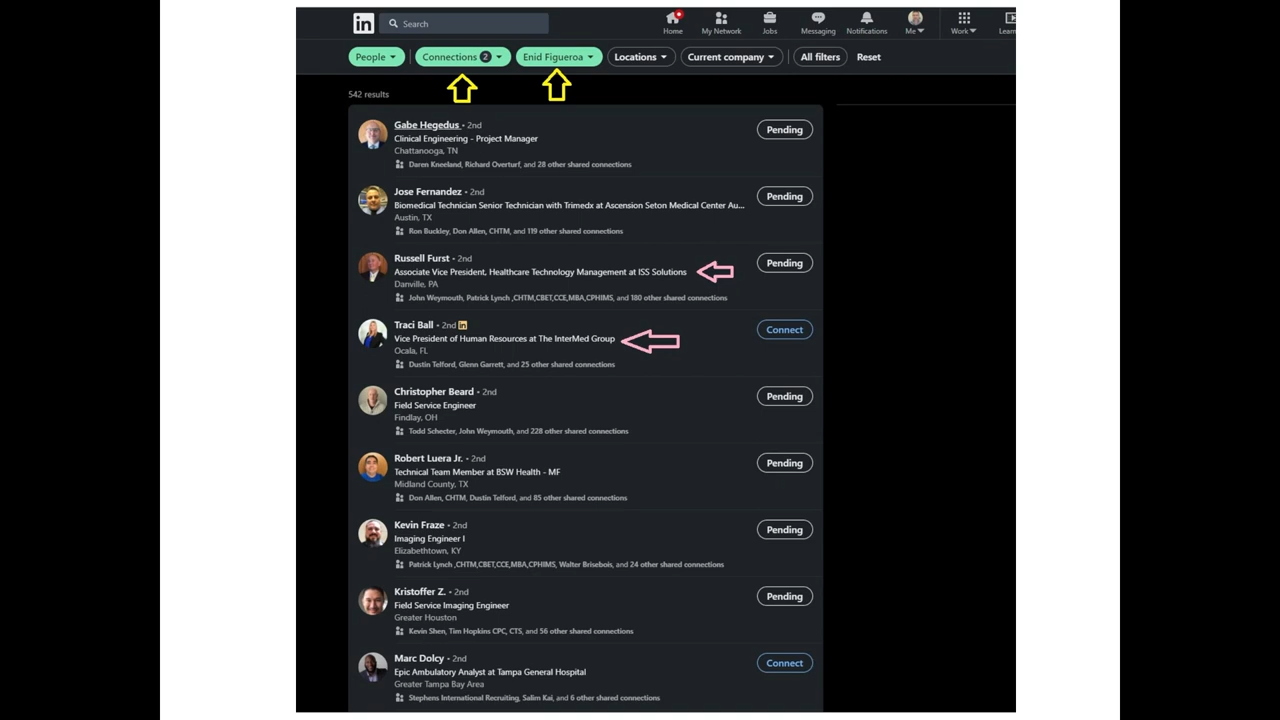 in
Search
Home
My Network
Jobs
Messaging
Notifications
Me
Work
Learn
People
Connections 2
Enid Figueroa
Locations
Current company
All filters
Reset
542 results
Gabe Hegedus • 2nd
Clinical Engineering - Project Manager
Chattanooga, TN
Daren Kneeland, Richard Overturf, and 28 other shared connections
Pending
Jose Fernandez • 2nd
Biomedical Technician Senior Technician with Trimedx at Ascension Seton Medical Center Au...
Austin, TX
Ron Buckley, Don Allen, CHTM, and 119 other shared connections
Pending
Russell Furst • 2nd
Associate Vice President, Healthcare Technology Management at ISS Solutions
Danville, PA
John Weymouth, Patrick Lynch ,CHTM,CBET,CCE,MBA,CPHIMS, and 180 other shared connections
Pending
Traci Ball • 2nd in
Vice President of Human Resources at The InterMed Group
Ocala, FL
Dustin Telford, Glenn Garrett, and 25 other shared connections
Connect
Christopher Beard • 2nd
Field Service Engineer
Findlay, OH
Todd Schecter, John Weymouth, and 228 other shared connections
Pending
Robert Luera Jr. • 2nd
Technical Team Member at BSW Health - MF
Midland County, TX
Don Allen, CHTM, Dustin Telford, and 85 other shared connections
Pending
Kevin Fraze • 2nd
Imaging Engineer I
Elizabethtown, KY
Patrick Lynch ,CHTM,CBET,CCE,MBA,CPHIMS, Walter Brisebois, and 24 other shared connections
Pending
Kristoffer Z. • 2nd
Field Service Imaging Engineer
Greater Houston
Kevin Shen, Tim Hopkins CPC, CTS, and 56 other shared connections
Pending
Marc Dolcy • 2nd
Epic Ambulatory Analyst at Tampa General Hospital
Greater Tampa Bay Area
Stephens International Recruiting, Salim Kai, and 6 other shared connections
Connect